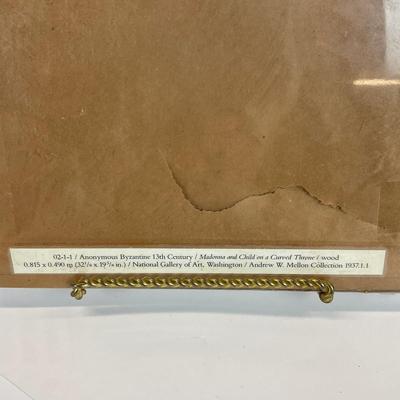 02-1-1 / Anonymous Byzantine 13th Century / Madonna and Child on a Curved Throne / wood
0.815 x 0.490 m (32⅛ x 19⅜ in.) / National Gallery of Art, Washington / Andrew W. Mellon Collection 1937.1.1